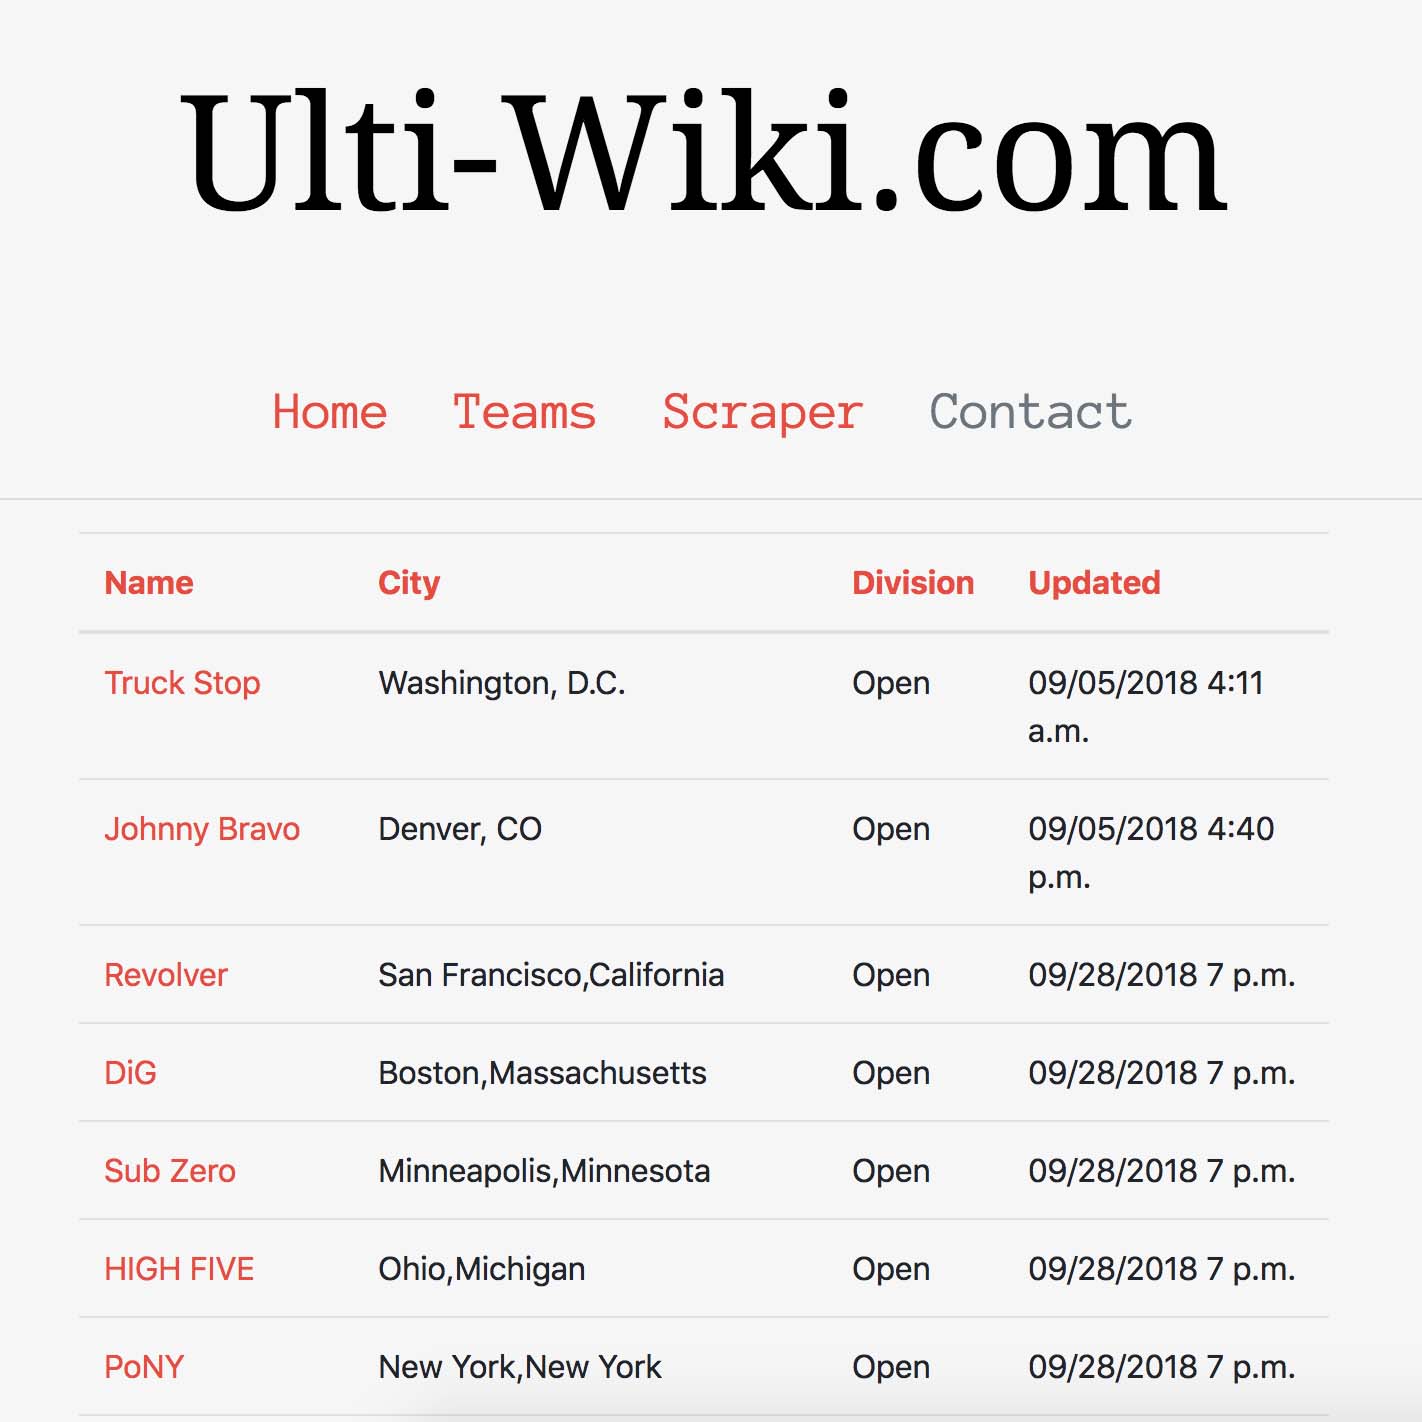 Ulti-Wiki.com
Home Teams Scraper Contact
Name City Division Updated
Truck Stop Washington, D.C. Open 09/05/2018 4:11
a.m.
Johnny Bravo Denver, CO Open 09/05/2018 4:40
p.m.
Revolver San Francisco,California Open 09/28/2018 7 p.m.
DiG Boston,Massachusetts Open 09/28/2018 7 p.m.
Sub Zero Minneapolis,Minnesota Open 09/28/2018 7 p.m.
HIGH FIVE Ohio,Michigan Open 09/28/2018 7 p.m.
PoNY New York,New York Open 09/28/2018 7 p.m.